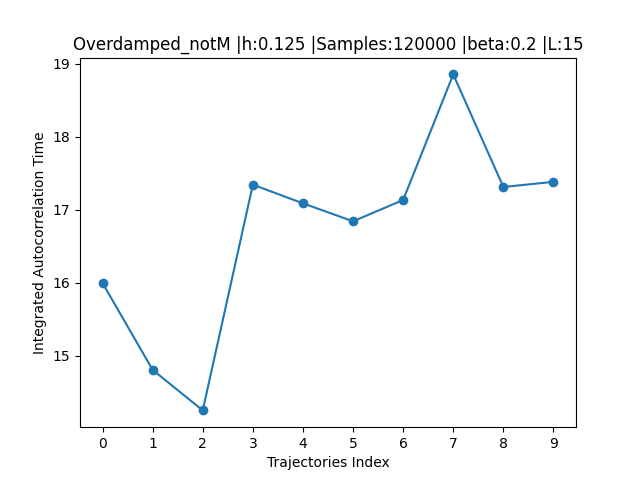 Overdamped_notM |h:0.125 |Samples:120000 |beta:0.2 |L:15
19
18
17
16
15
Integrated Autocorrelation Time
0 1 2 3 4 5 6 7 8 9
Trajectories Index